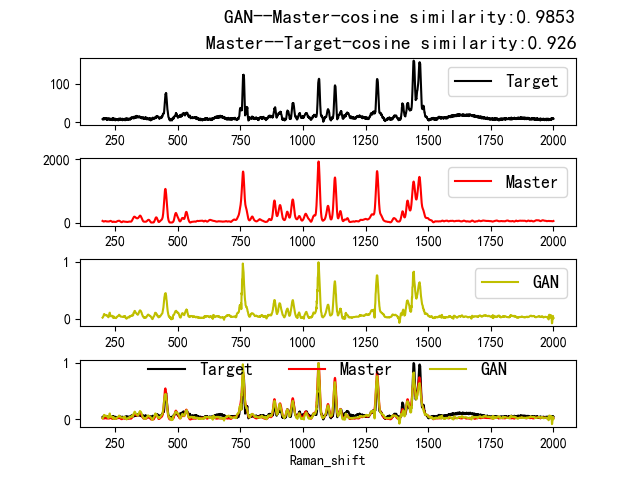 GAN--Master-cosine similarity:0.9853
Master--Target-cosine similarity:0.926
100
0
Target
250 500 750 1000 1250 1500 1750 2000
2000
0
Master
250 500 750 1000 1250 1500 1750 2000
1
0
GAN
250 500 750 1000 1250 1500 1750 2000
1
0
Target Master GAN
250 500 750 1000 1250 1500 1750 2000
Raman_shift